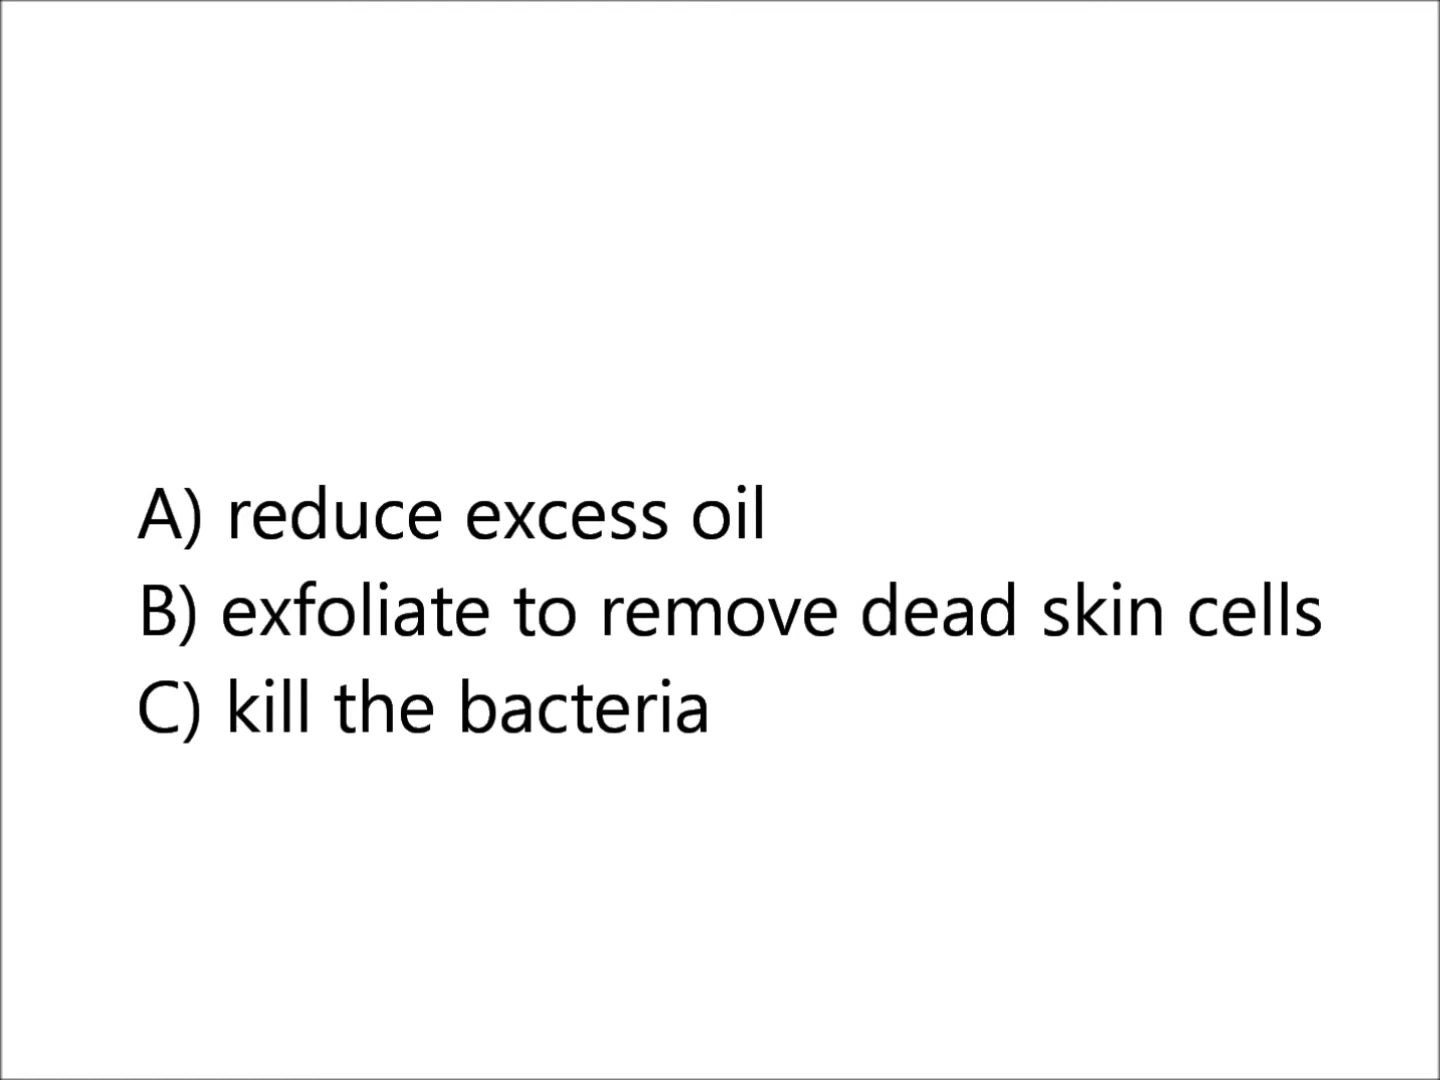 A) reduce excess oil
B) exfoliate to remove dead skin cells
C) kill the bacteria